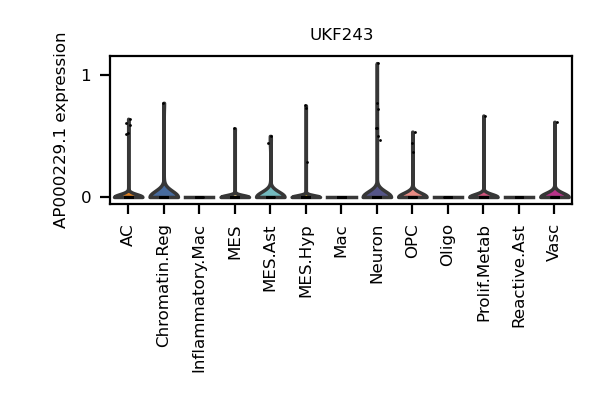 UKF243
AP000229.1 expression
1
0
AC
Chromatin.Reg
Inflammatory.Mac
MES
MES.Ast
MES.Hyp
Mac
Neuron
OPC
Oligo
Prolif.Metab
Reactive.Ast
Vasc